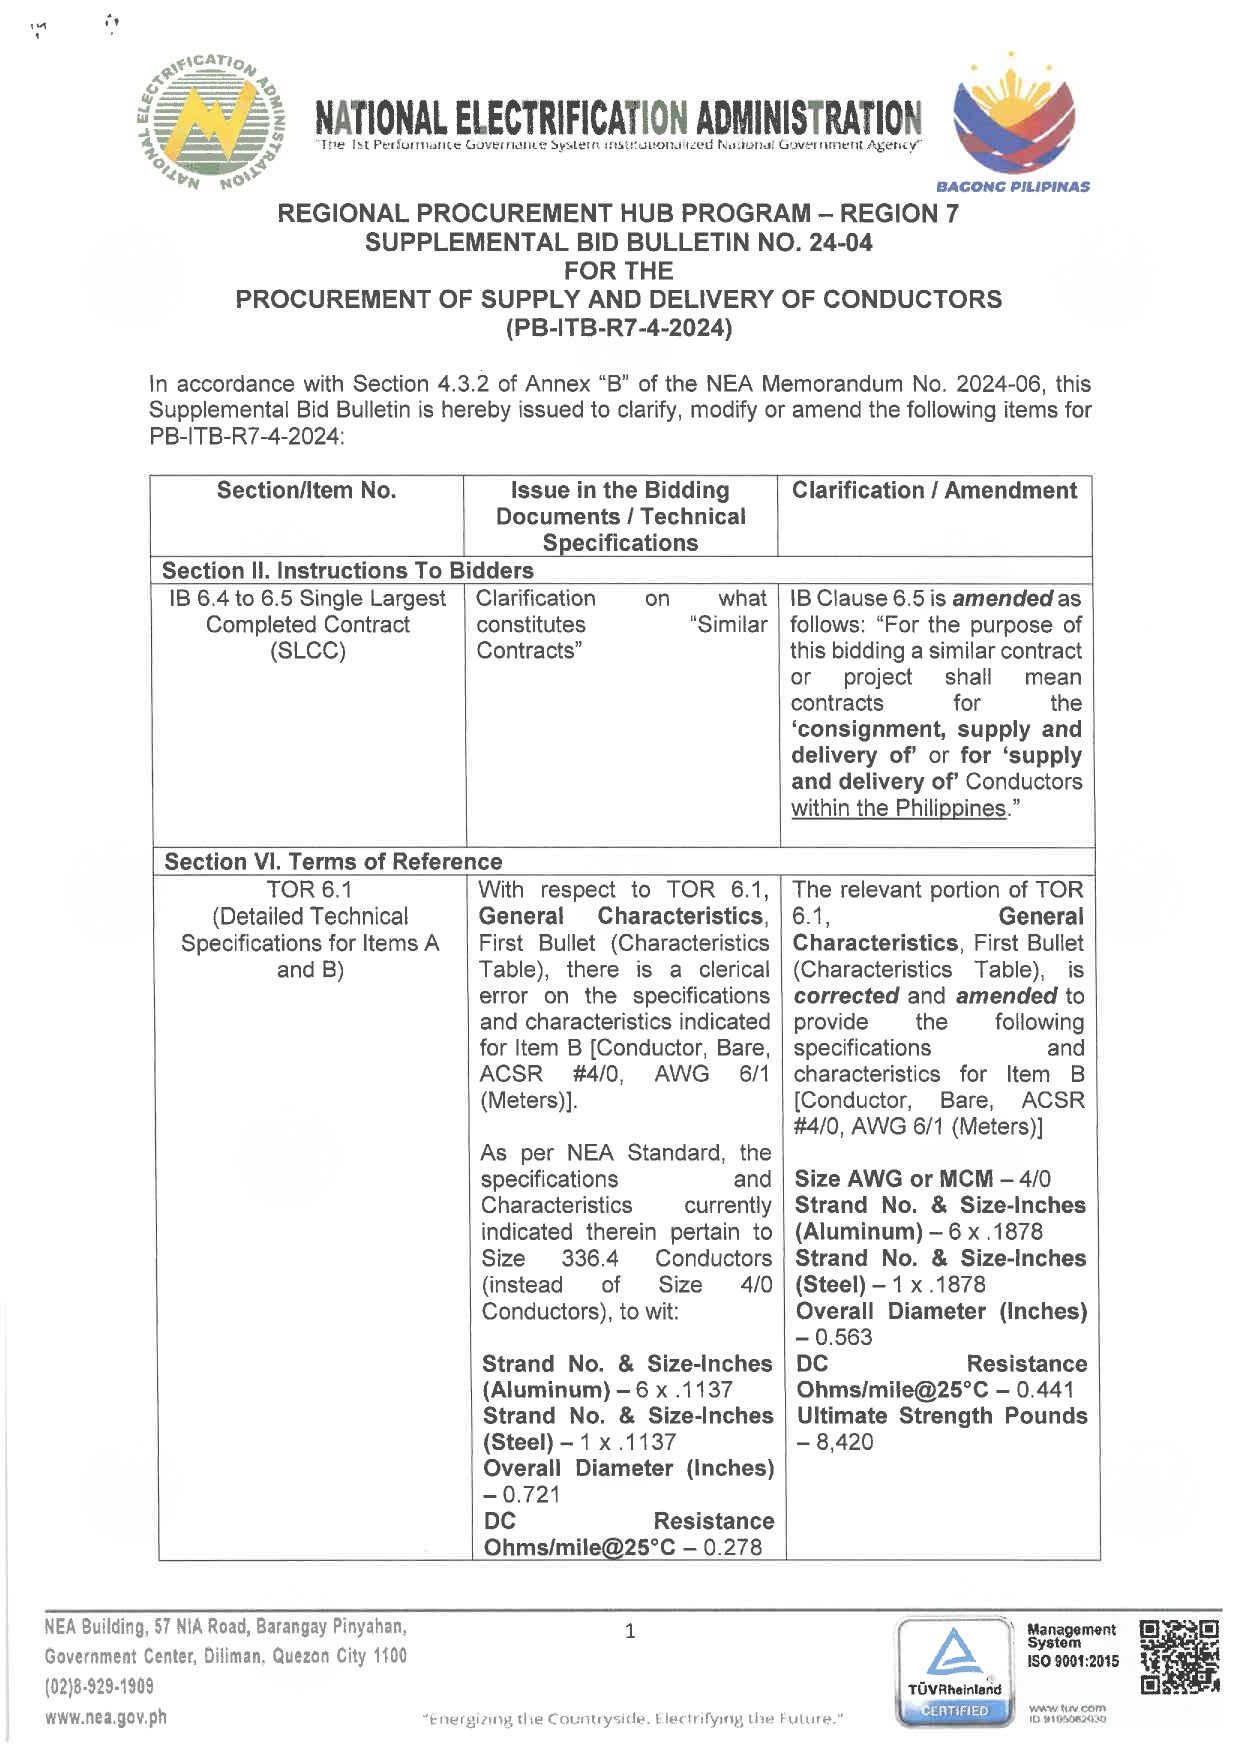 NATIONAL ELECTRIFICATION ADMINISTRATION
NATIONAL ELECTRIFICATION ADMINISTRATION
"The 1st Performance Governance System Institutionalized National Government Agency"
BAGONG PILIPINAS
REGIONAL PROCUREMENT HUB PROGRAM – REGION 7
SUPPLEMENTAL BID BULLETIN NO. 24-04
FOR THE
PROCUREMENT OF SUPPLY AND DELIVERY OF CONDUCTORS
(PB-ITB-R7-4-2024)
In accordance with Section 4.3.2 of Annex “B” of the NEA Memorandum No. 2024-06, this
Supplemental Bid Bulletin is hereby issued to clarify, modify or amend the following items for
PB-ITB-R7-4-2024:
Section/Item No.
Issue in the Bidding
Documents / Technical
Specifications
Clarification / Amendment
Section II. Instructions To Bidders
IB 6.4 to 6.5 Single Largest
Completed Contract
(SLCC)
Clarification on what
constitutes “Similar
Contracts”
IB Clause 6.5 is amended as
follows: “For the purpose of
this bidding a similar contract
or project shall mean
contracts for the
‘consignment, supply and
delivery of’ or for ‘supply
and delivery of’ Conductors
within the Philippines.”
Section VI. Terms of Reference
TOR 6.1
(Detailed Technical
Specifications for Items A
and B)
With respect to TOR 6.1,
General Characteristics,
First Bullet (Characteristics
Table), there is a clerical
error on the specifications
and characteristics indicated
for Item B [Conductor, Bare,
ACSR #4/0, AWG 6/1
(Meters)].
As per NEA Standard, the
specifications and
Characteristics currently
indicated therein pertain to
Size 336.4 Conductors
(instead of Size 4/0
Conductors), to wit:
Strand No. & Size-Inches
(Aluminum) – 6 x .1137
Strand No. & Size-Inches
(Steel) – 1 x .1137
Overall Diameter (Inches)
– 0.721
DC Resistance
Ohms/mile@25°C – 0.278
The relevant portion of TOR
6.1, General
Characteristics, First Bullet
(Characteristics Table), is
corrected and amended to
provide the following
specifications and
characteristics for Item B
[Conductor, Bare, ACSR
#4/0, AWG 6/1 (Meters)]
Size AWG or MCM – 4/0
Strand No. & Size-Inches
(Aluminum) – 6 x .1878
Strand No. & Size-Inches
(Steel) – 1 x .1878
Overall Diameter (Inches)
– 0.563
DC Resistance
Ohms/mile@25°C – 0.441
Ultimate Strength Pounds
– 8,420
NEA Building, 57 NIA Road, Barangay Pinyahan,
Government Center, Diliman, Quezon City 1100
(02)8-929-1909
www.nea.gov.ph
1
"Energizing the Countryside. Electrifying the Future."
TÜVRheinland
CERTIFIED
Management
System
ISO 9001:2015
www.tuv.com